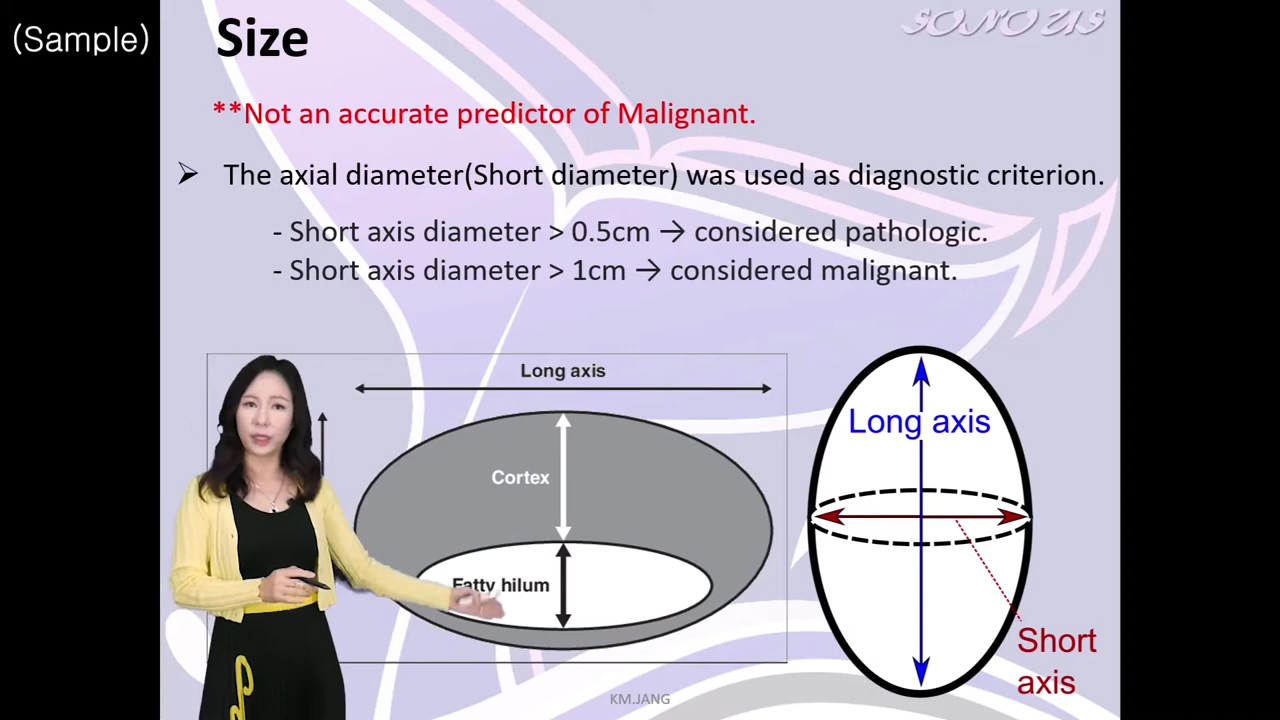 (Sample)
SONO US
Size
**Not an accurate predictor of Malignant.
➤ The axial diameter(Short diameter) was used as diagnostic criterion.
- Short axis diameter > 0.5cm → considered pathologic.
- Short axis diameter > 1cm → considered malignant.
Long axis
Cortex
Fatty hilum
Long axis
Short
axis
KM.JANG